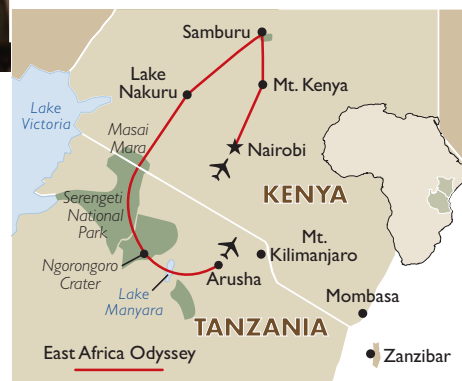 Samburu
Lake
Nakuru
Mt. Kenya
Lake
Victoria
Masai
Mara
Nairobi
KENYA
Serengeti
National
Park
Ngorongoro
Crater
Mt.
Kilimanjaro
Arusha
Lake
Manyara
Mombasa
TANZANIA
East Africa Odyssey
Zanzibar